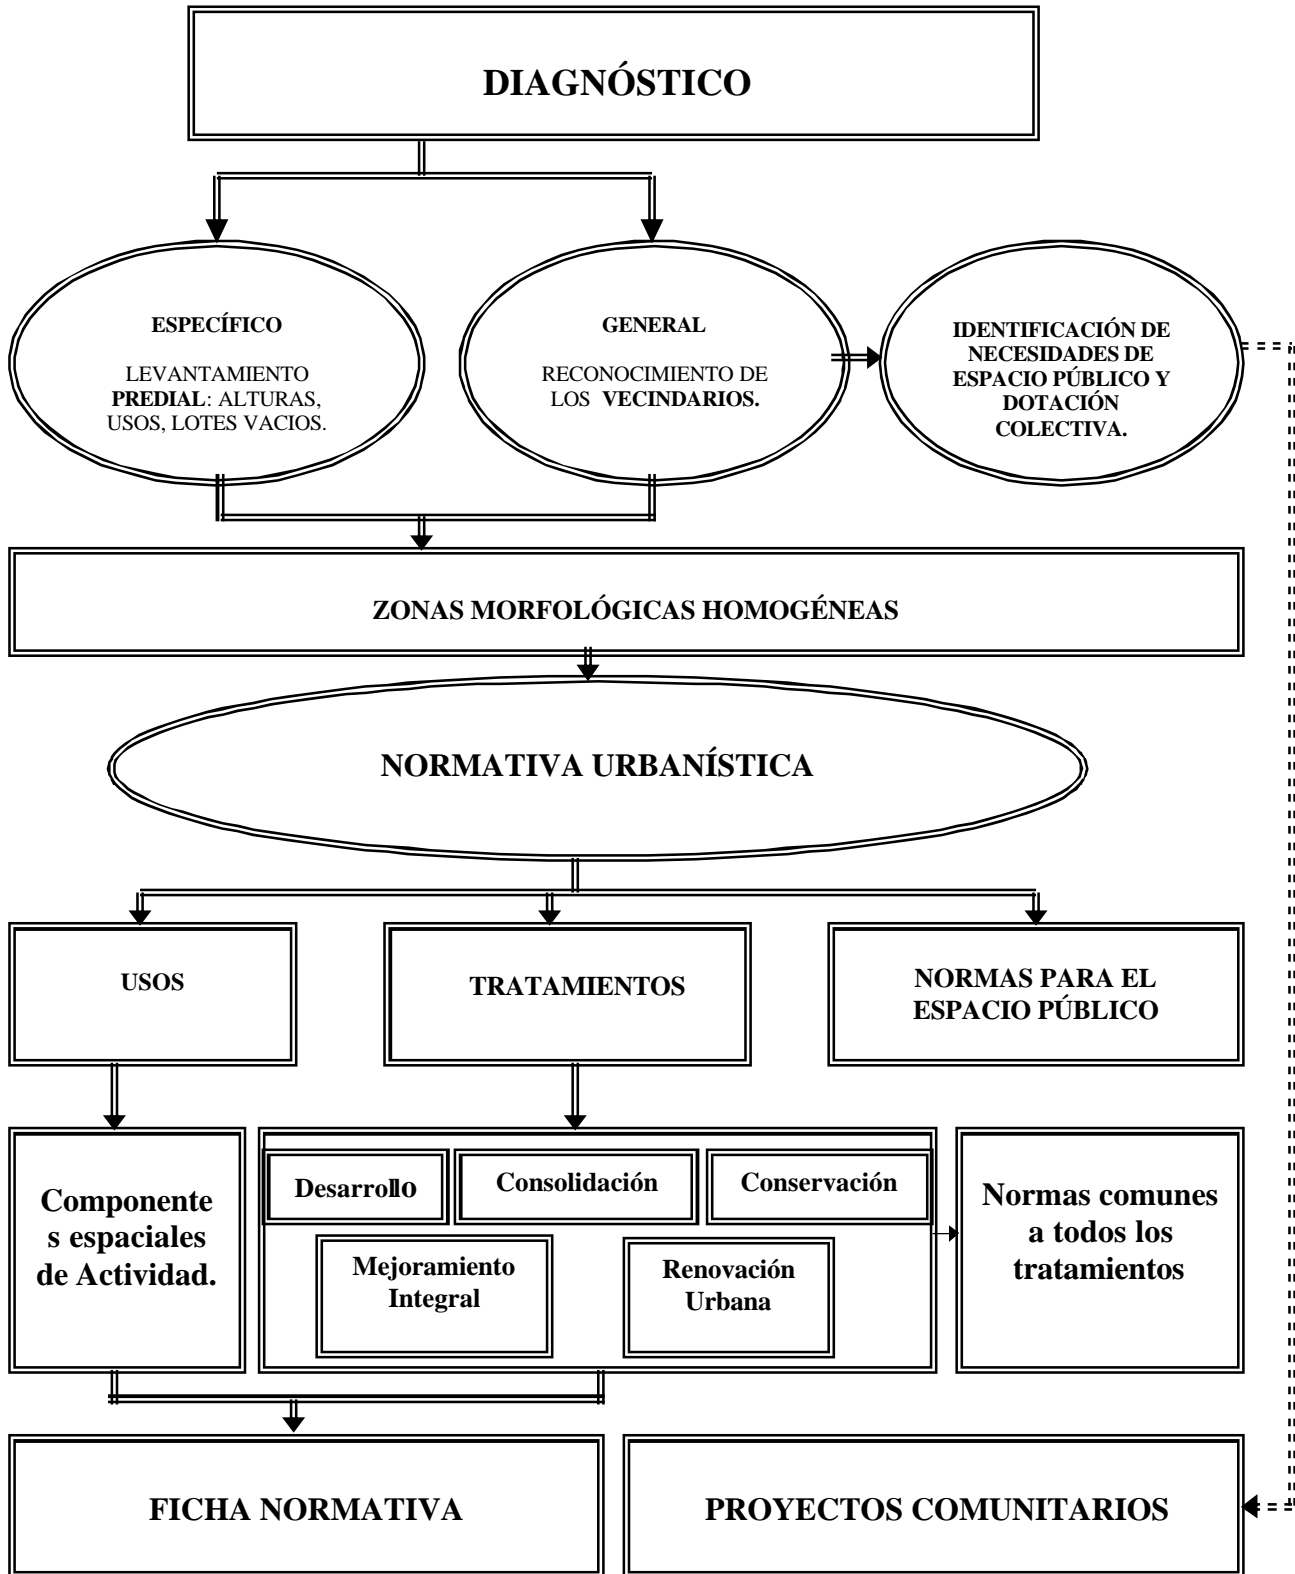 DIAGNÓSTICO
ESPECÍFICO
LEVANTAMIENTO
PREDIAL: ALTURAS,
USOS, LOTES VACIOS.
GENERAL
RECONOCIMIENTO DE
LOS VECINDARIOS.
IDENTIFICACIÓN DE
NECESIDADES DE
ESPACIO PÚBLICO Y
DOTACIÓN
COLECTIVA.
ZONAS MORFOLÓGICAS HOMOGÉNEAS
NORMATIVA URBANÍSTICA
USOS
TRATAMIENTOS
NORMAS PARA EL
ESPACIO PÚBLICO
Componente
s espaciales
de Actividad.
Desarrollo
Consolidación
Conservación
Mejoramiento
Integral
Renovación
Urbana
Normas comunes
a todos los
tratamientos
FICHA NORMATIVA
PROYECTOS COMUNITARIOS